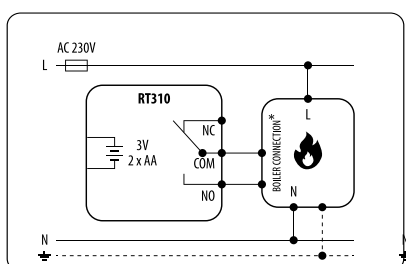 AC 230V
L
RT310
NC
COM
NO
3V
2 x AA
BOILER CONNECTION*
L
N
N